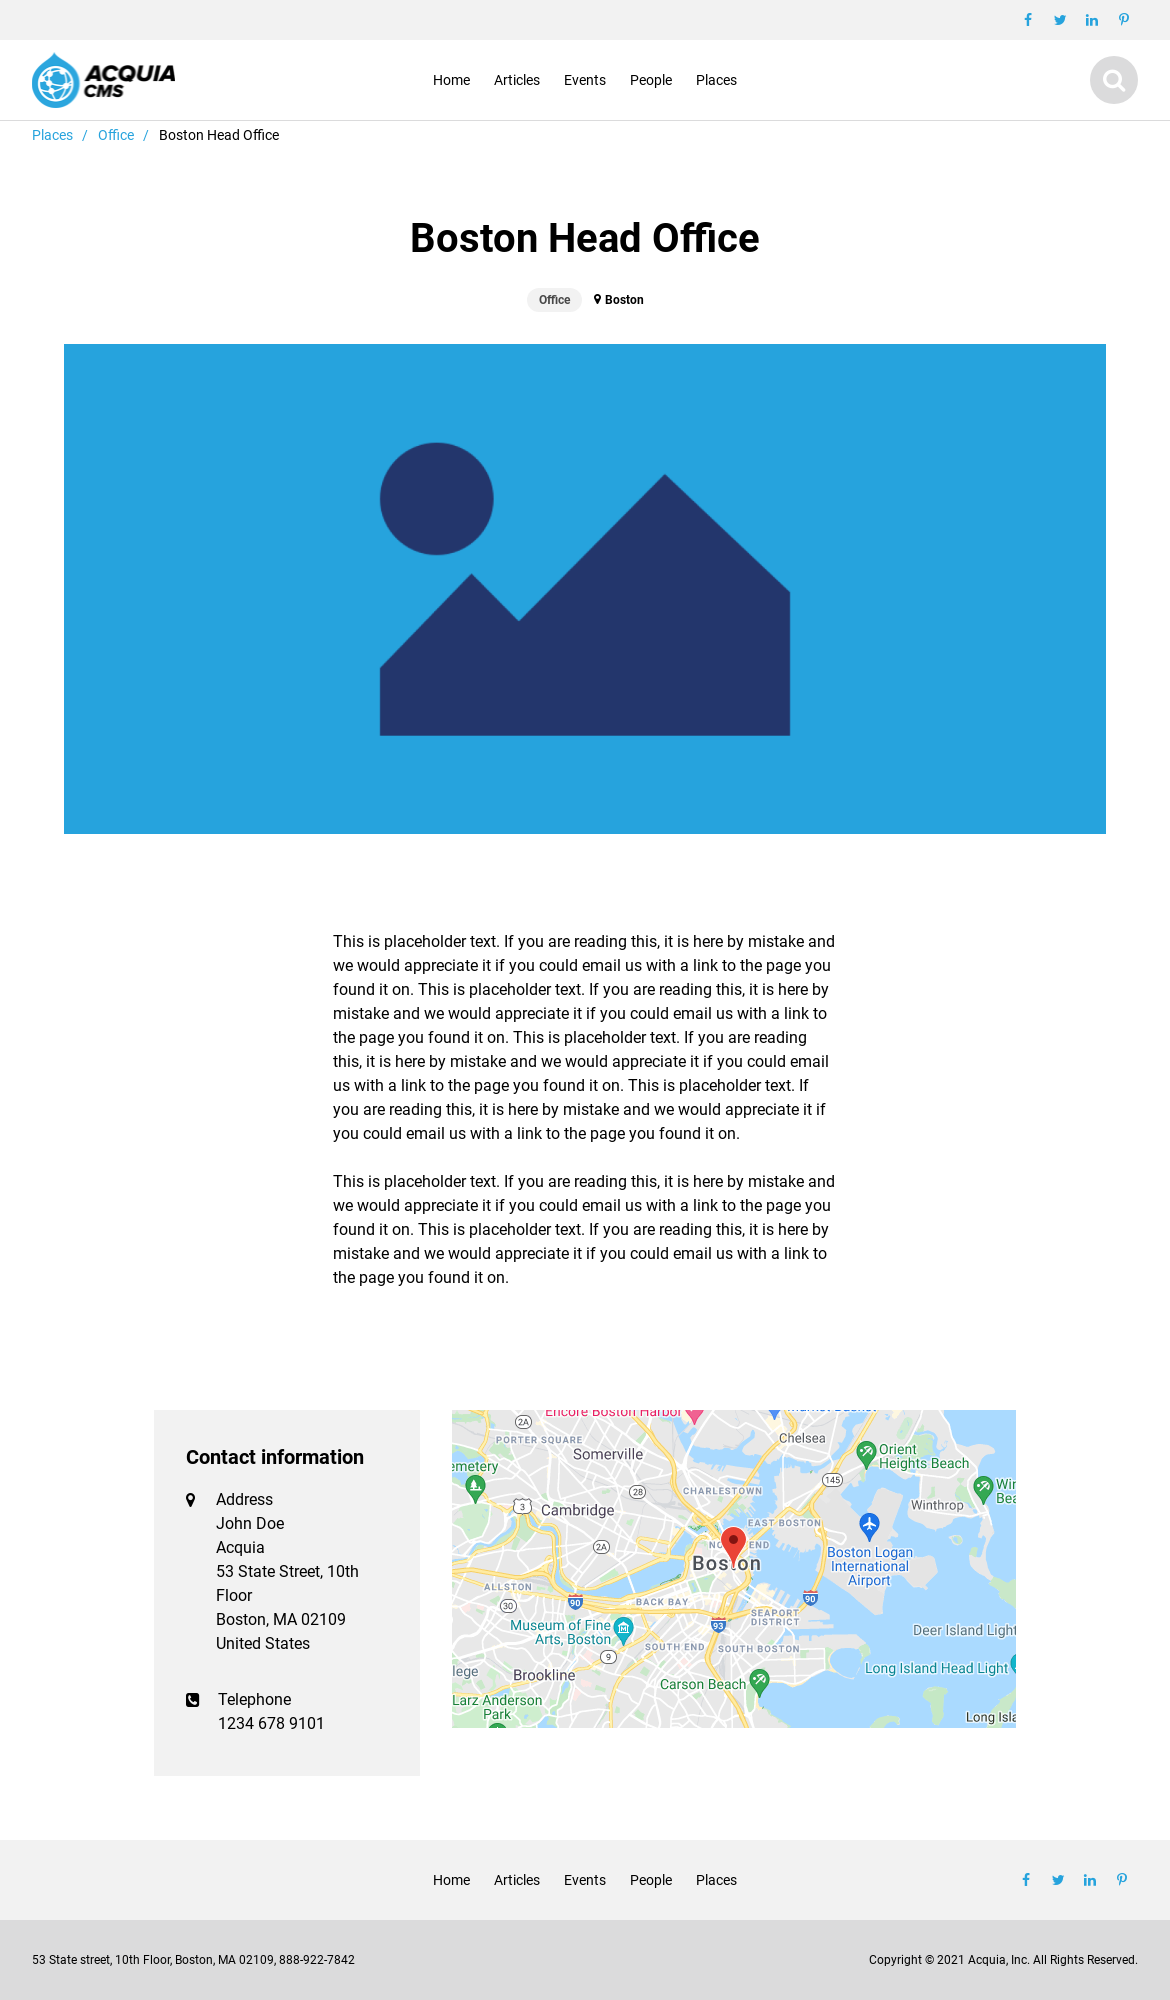 ACQUIA
CMS
Home Articles Events People Places
Places / Office / Boston Head Office
Boston Head Office
Office Boston
This is placeholder text. If you are reading this, it is here by mistake and
we would appreciate it if you could email us with a link to the page you
found it on. This is placeholder text. If you are reading this, it is here by
mistake and we would appreciate it if you could email us with a link to
the page you found it on. This is placeholder text. If you are reading
this, it is here by mistake and we would appreciate it if you could email
us with a link to the page you found it on. This is placeholder text. If
you are reading this, it is here by mistake and we would appreciate it if
you could email us with a link to the page you found it on.
This is placeholder text. If you are reading this, it is here by mistake and
we would appreciate it if you could email us with a link to the page you
found it on. This is placeholder text. If you are reading this, it is here by
mistake and we would appreciate it if you could email us with a link to
the page you found it on.
Contact information
Address
John Doe
Acquia
53 State Street, 10th
Floor
Boston, MA 02109
United States
Telephone
1234 678 9101
Encore Boston Harbor
2A
PORTER SQUARE
Somerville
Chelsea
Orient
Heights Beach
emetery
145
28
CHARLESTOWN
Winthrop
3
Cambridge
EAST BOSTON
2A
Boston
Boston Logan
International
Airport
ALLSTON
90
30
BACK BAY
90
SEAPORT
DISTRICT
Museum of Fine
Arts, Boston
93
Deer Island Light
SOUTH END
SOUTH BOSTON
9
lege
Brookline
Long Island Head Light
Carson Beach
Larz Anderson
Park
Long Isla
Home Articles Events People Places
53 State street, 10th Floor, Boston, MA 02109, 888-922-7842
Copyright © 2021 Acquia, Inc. All Rights Reserved.